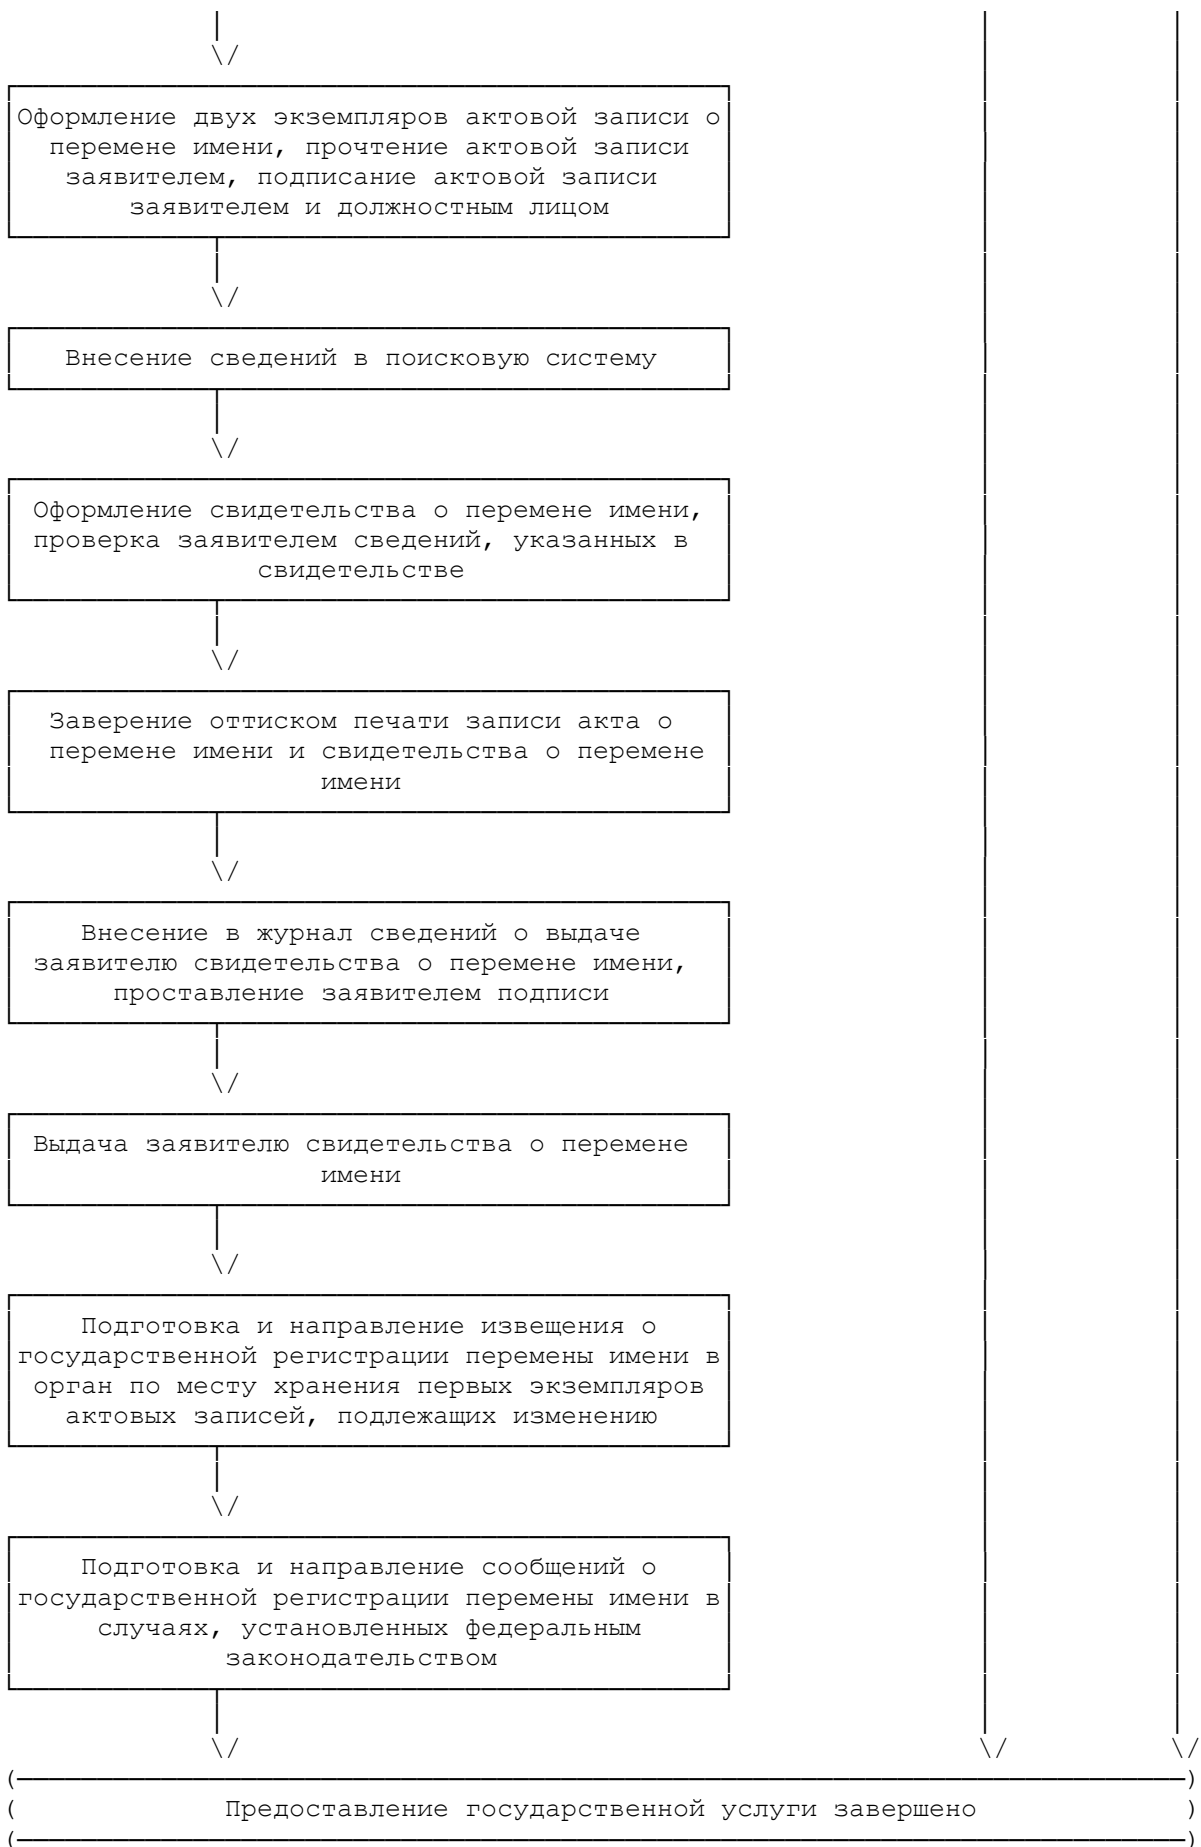 Оформление двух экземпляров актовой записи о
перемене имени, прочтение актовой записи
заявителем, подписание актовой записи
заявителем и должностным лицом
Внесение сведений в поисковую систему
Оформление свидетельства о перемене имени,
проверка заявителем сведений, указанных в
свидетельстве
Заверение оттиском печати записи акта о
перемене имени и свидетельства о перемене
имени
Внесение в журнал сведений о выдаче
заявителю свидетельства о перемене имени,
проставление заявителем подписи
Выдача заявителю свидетельства о перемене
имени
Подготовка и направление извещения о
государственной регистрации перемены имени в
орган по месту хранения первых экземпляров
актовых записей, подлежащих изменению
Подготовка и направление сообщений о
государственной регистрации перемены имени в
случаях, установленных федеральным
законодательством
Предоставление государственной услуги завершено